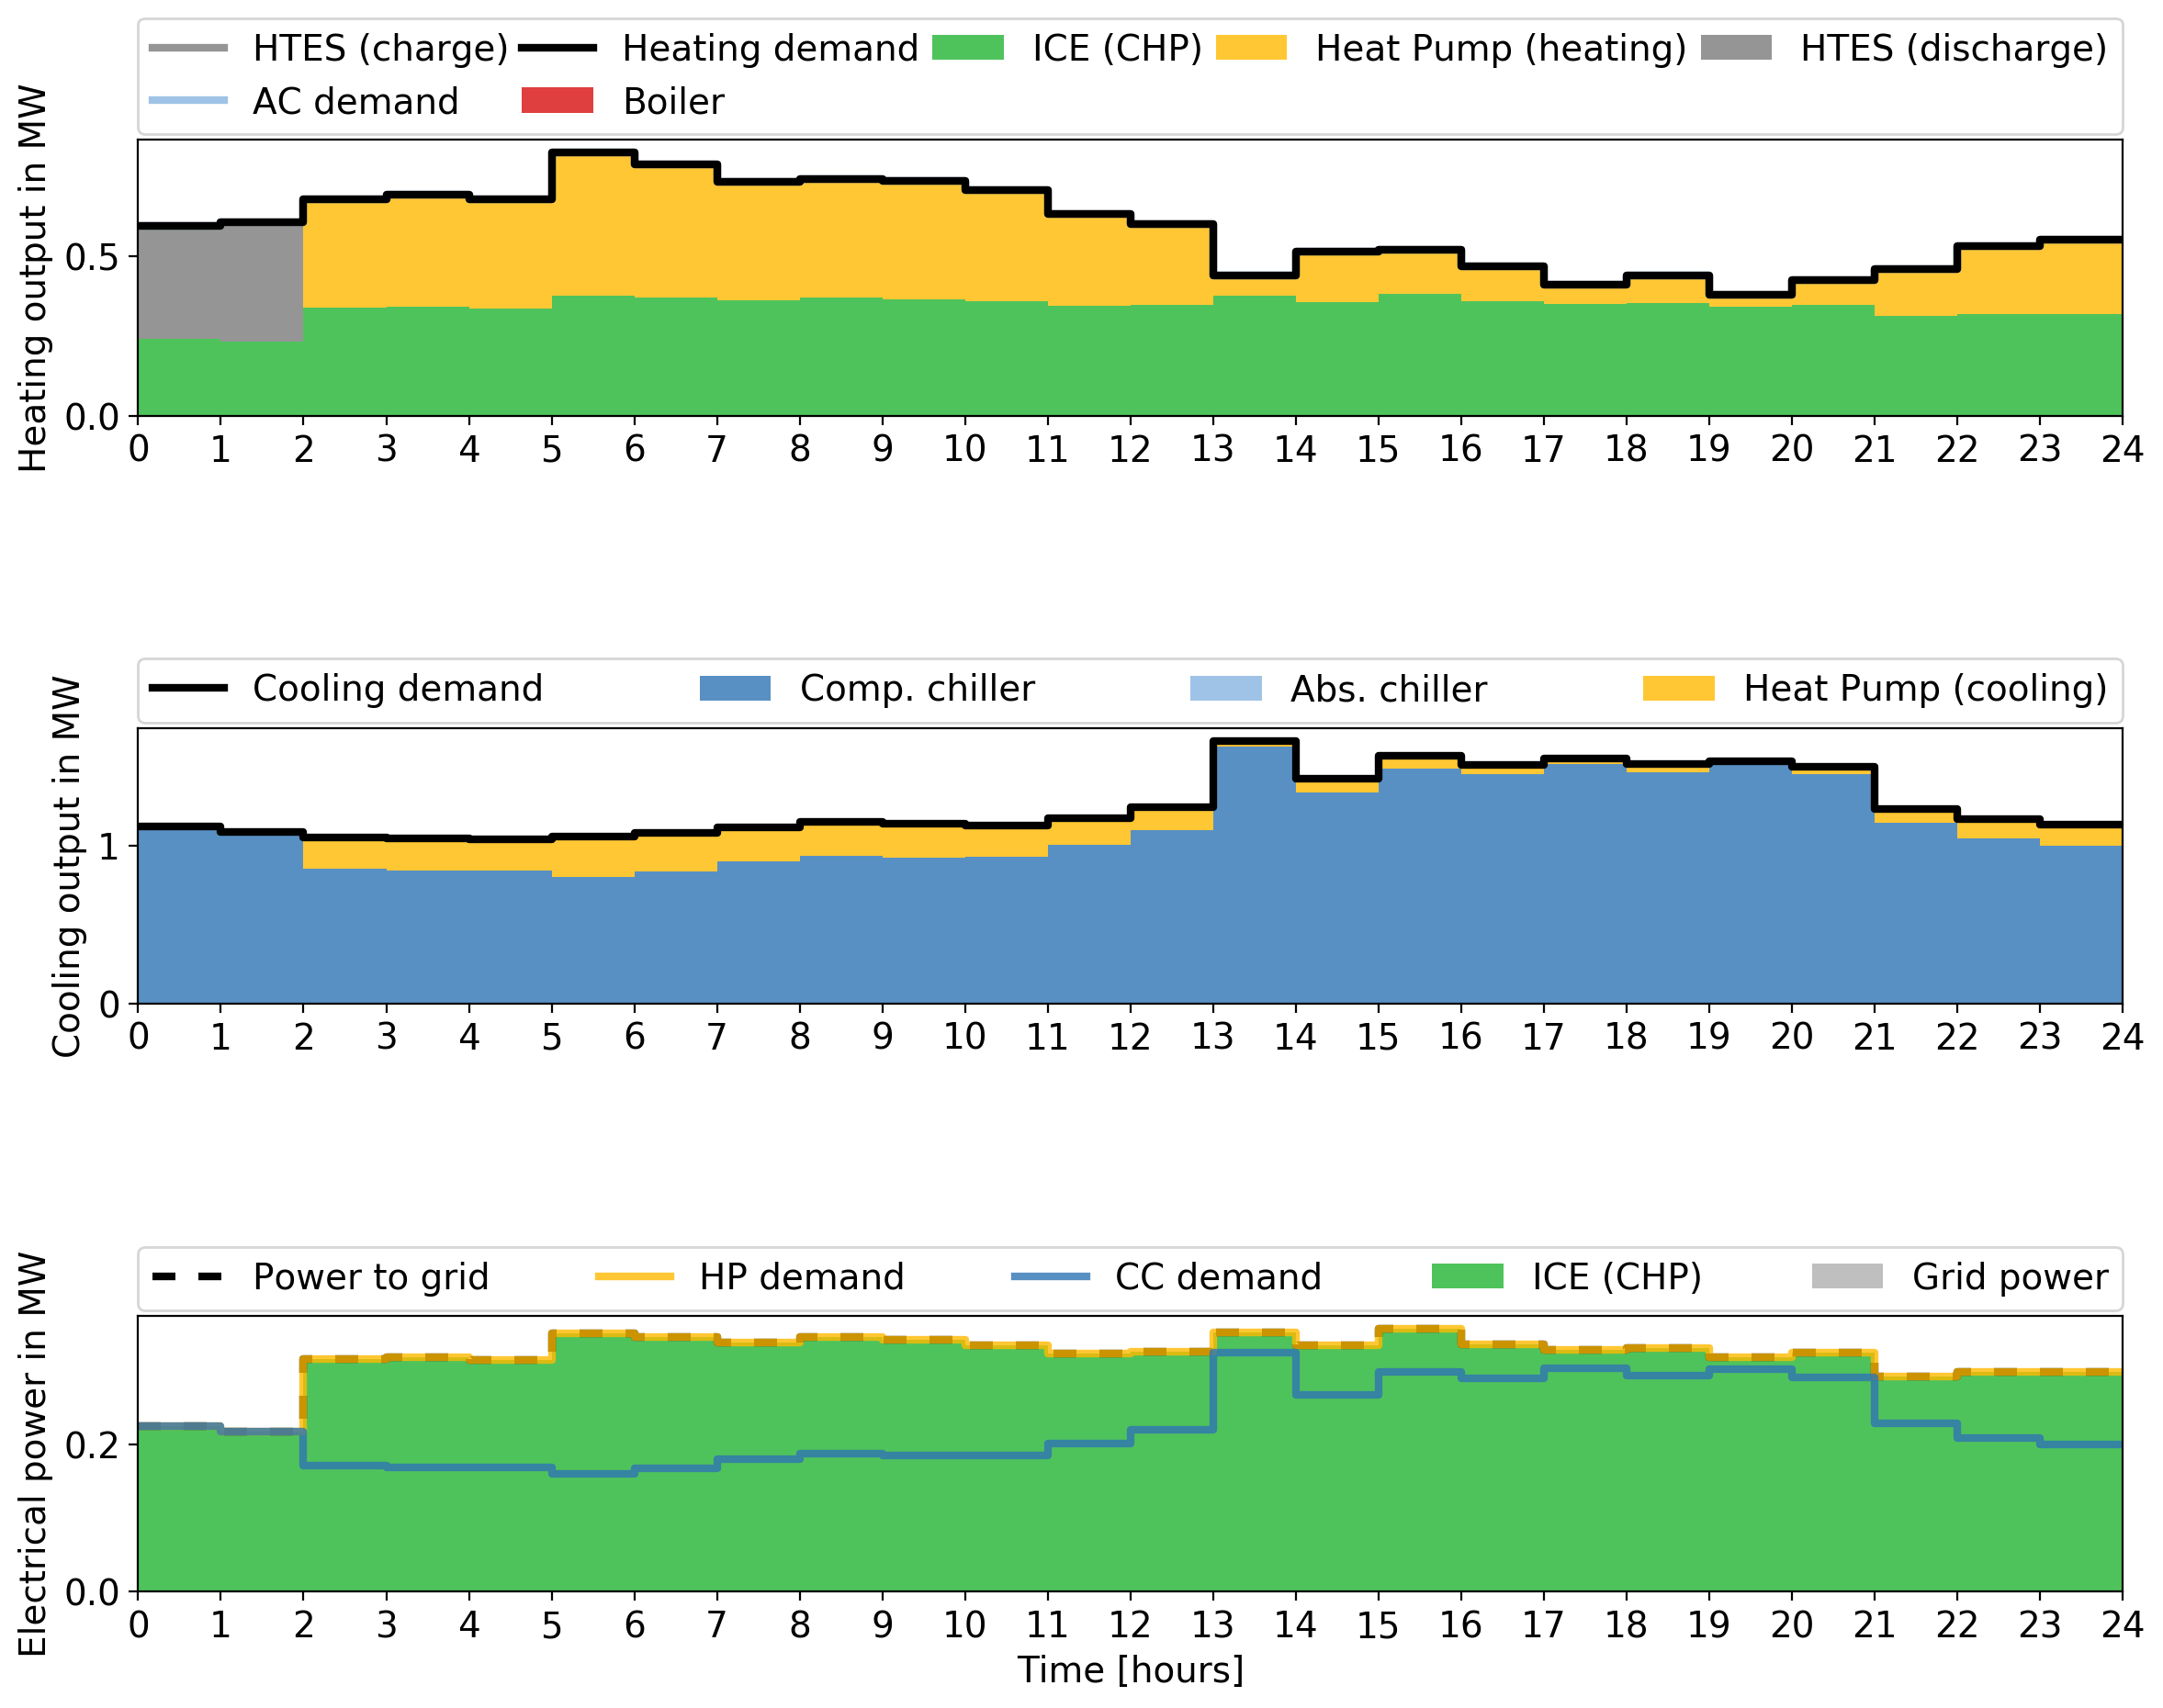 HTES (charge) Heating demand ICE (CHP) Heat Pump (heating) HTES (discharge)
AC demand Boiler
Heating output in MW
0.5
0.0
0 1 2 3 4 5 6 7 8 9 10 11 12 13 14 15 16 17 18 19 20 21 22 23 24
Cooling demand Comp. chiller Abs. chiller Heat Pump (cooling)
Cooling output in MW
1
0
0 1 2 3 4 5 6 7 8 9 10 11 12 13 14 15 16 17 18 19 20 21 22 23 24
Power to grid HP demand CC demand ICE (CHP) Grid power
Electrical power in MW
0.2
0.0
0 1 2 3 4 5 6 7 8 9 10 11 12 13 14 15 16 17 18 19 20 21 22 23 24
Time [hours]